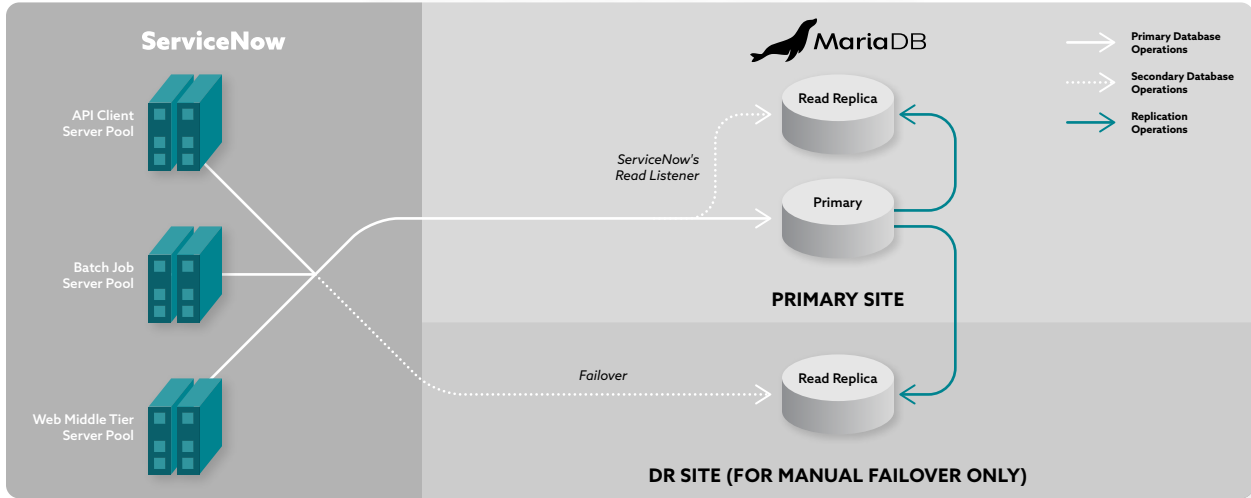 ServiceNow
MariaDB
Primary Database
Operations
Secondary Database
Operations
Replication
Operations
API Client
Server Pool
Read Replica
ServiceNow's
Read Listener
Primary
Batch Job
Server Pool
PRIMARY SITE
Failover
Read Replica
Web Middle Tier
Server Pool
DR SITE (FOR MANUAL FAILOVER ONLY)